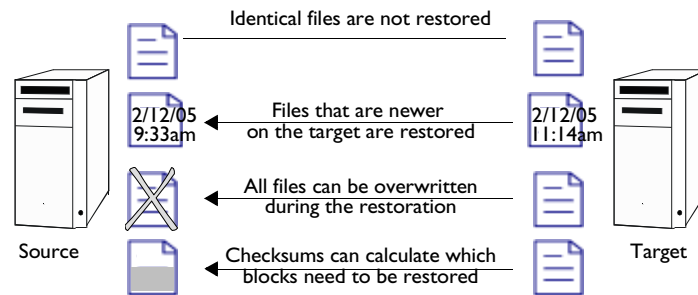 Identical files are not restored
2/12/05
9:33am
Files that are newer
on the target are restored
2/12/05
11:14am
All files can be overwritten
during the restoration
Source
Checksums can calculate which
blocks need to be restored
Target